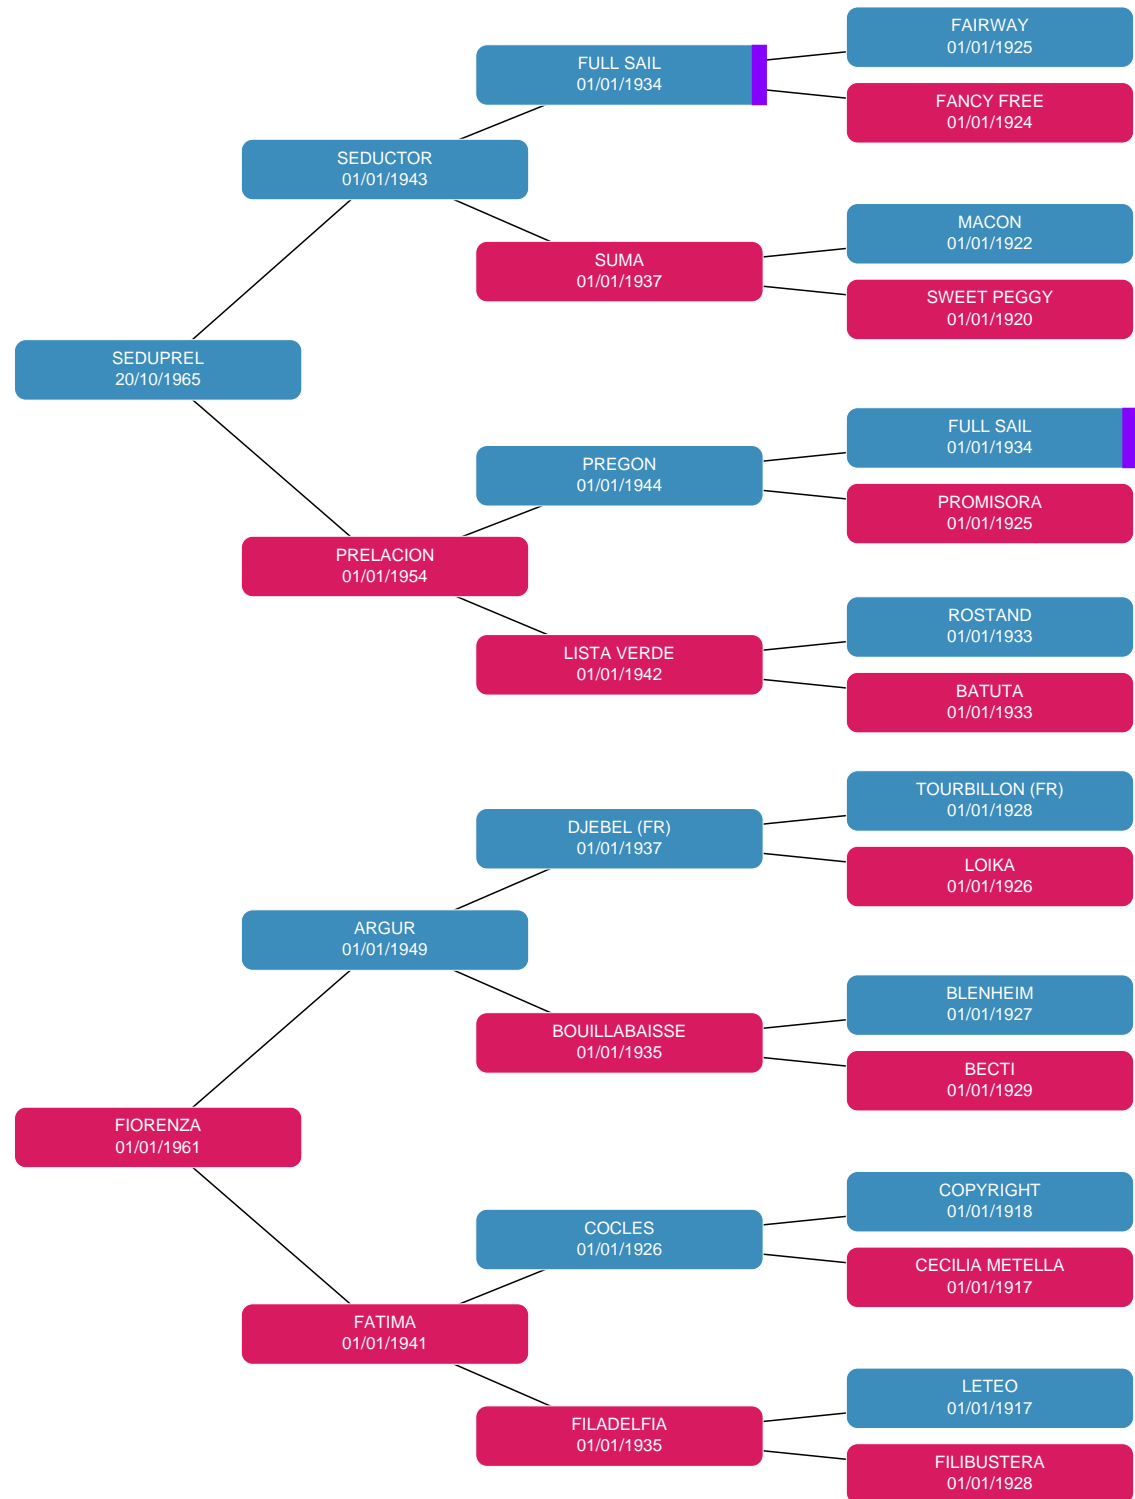 FAIRWAY
01/01/1925
FULL SAIL
01/01/1934
FANCY FREE
01/01/1924
SEDUCTOR
01/01/1943
MACON
01/01/1922
SUMA
01/01/1937
SWEET PEGGY
01/01/1920
SEDUPREL
20/10/1965
FULL SAIL
01/01/1934
PREGON
01/01/1944
PROMISORA
01/01/1925
PRELACION
01/01/1954
ROSTAND
01/01/1933
LISTA VERDE
01/01/1942
BATUTA
01/01/1933
TOURBILLON (FR)
01/01/1928
DJEBEL (FR)
01/01/1937
LOIKA
01/01/1926
ARGUR
01/01/1949
BLENHEIM
01/01/1927
BOUILLABAISSE
01/01/1935
BECTI
01/01/1929
FIORENZA
01/01/1961
COPYRIGHT
01/01/1918
COCLES
01/01/1926
CECILIA METELLA
01/01/1917
FATIMA
01/01/1941
LETEO
01/01/1917
FILADELFIA
01/01/1935
FILIBUSTERA
01/01/1928